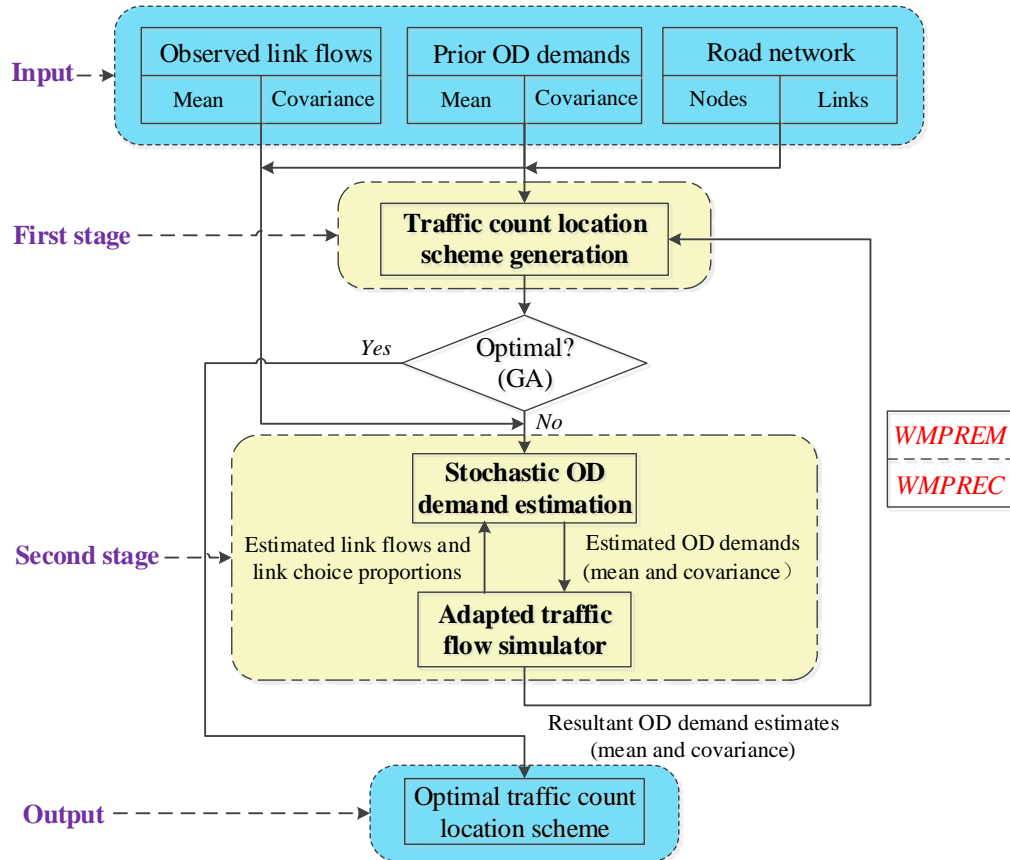 Input
Observed link flows
Mean
Covariance
Prior OD demands
Mean
Covariance
Road network
Nodes
Links
First stage
Traffic count location
scheme generation
Yes
Optimal?
(GA)
No
WMPREM
WMPREC
Second stage
Stochastic OD
demand estimation
Estimated link flows and
link choice proportions
Estimated OD demands
(mean and covariance）
Adapted traffic
flow simulator
Resultant OD demand estimates
(mean and covariance)
Output
Optimal traffic count
location scheme